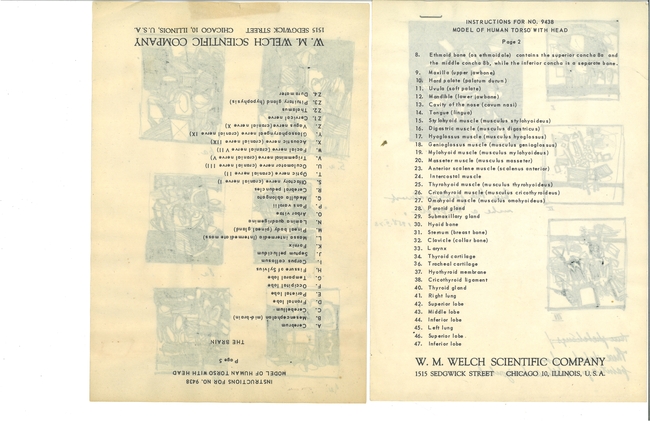 INSTRUCTIONS FOR NO. 9438
MODEL OF HUMAN TORSO WITH HEAD
Page 2
8. Ethmoid bone (os ethmoidale) contains the superior concha 8a and
the middle concha 8b, while the inferior concha is a separate bone.
9. Maxilla (upper jawbone)
10. Hard palate (palatum durum)
11. Uvula (soft palate)
12. Mandible (lower jawbone)
13. Cavity of the nose (cavum nasi)
14. Tongue (lingua)
15. Stylohyoid muscle (musculus stylohyoideus)
16. Digastric muscle (musculus digastricus)
17. Hyoglossus muscle (musculus hyoglossus)
18. Genioglossus muscle (musculus genioglossus)
19. Mylohyoid muscle (musculus mylohyoideus)
20. Masseter muscle (musculus masseter)
23. Anterior scalene muscle (scalenus anterior)
24. Intercostal muscle
25. Thyrohyoid muscle (musculus thyrohyoideus)
26. Cricothyroid muscle (musculus cricothyroideus)
27. Omohyoid muscle (musculus omohyoideus)
28. Parotid gland
29. Submaxillary gland
30. Hyoid bone
31. Sternum (breast bone)
32. Clavicle (collar bone)
33. Larynx
34. Thyroid cartilage
36. Tracheal cartilage
37. Hyothyroid membrane
38. Cricothyroid ligament
40. Thyroid gland
41. Right lung
42. Superior lobe
43. Middle lobe
44. Inferior lobe
45. Left lung
46. Superior lobe
47. Inferior lobe
W. M. WELCH SCIENTIFIC COMPANY
1515 SEDGWICK STREET CHICAGO 10, ILLINOIS, U. S. A.
INSTRUCTIONS FOR NO. 9438
MODEL OF HUMAN TORSO WITH HEAD
Page 5
THE BRAIN
A. Cerebrum
B. Mesencephalon (mid-brain)
C. Cerebellum
D. Frontal lobe
E. Parietal lobe
F. Occipital lobe
G. Temporal lobe
H. Fissure of Sylvius
I. Corpus callosum
J. Septum pellucidum
K. Fornix
L. Massa intermedia (intermediate mass)
M. Pineal body (pineal gland)
N. Lamina quadrigemina
O. Arbor vitae
P. Pons varolii
Q. Medulla oblongata
R. Cerebral peduncles
S. Olfactory nerve (cranial nerve I)
T. Optic nerve (cranial nerve II)
U. Oculomotor nerve (cranial nerve III)
V. Trigeminal nerve (cranial nerve V)
W. Facial nerve (cranial nerve VII)
X. Acoustic nerve (cranial nerve VIII)
Y. Glossopharyngeal nerve (cranial nerve IX)
Z. Vagus nerve (cranial nerve X)
Z1. Cervical nerve
Z2. Thalamus
Z3. Pituitary gland (hypophysis)
Z4. Dura mater
W. M. WELCH SCIENTIFIC COMPANY
1515 SEDGWICK STREET CHICAGO 10, ILLINOIS, U. S. A.